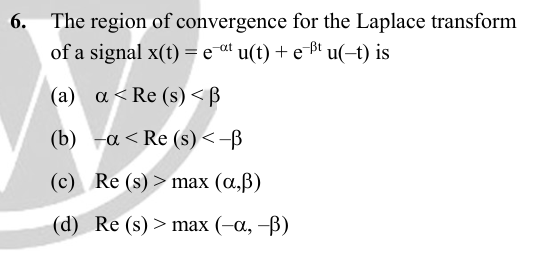 6. The region of convergence for the Laplace transform
of a signal x(t) = e⁻ᵅᵗ u(t) + e⁻ᵝᵗ u(–t) is
(a) α < Re (s) < β
(b) –α < Re (s) < –β
(c) Re (s) > max (α,β)
(d) Re (s) > max (–α, –β)